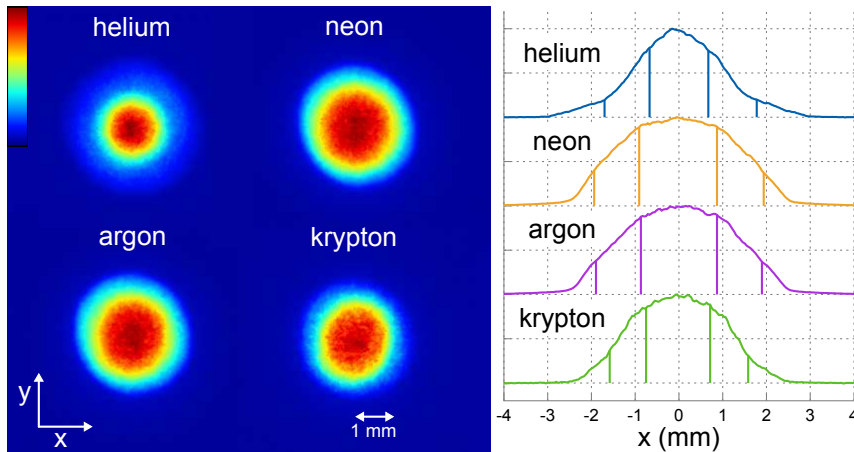 helium
neon
argon
krypton
y
x
1 mm
helium
neon
argon
krypton
-4 -3 -2 -1 0 1 2 3 4
x (mm)